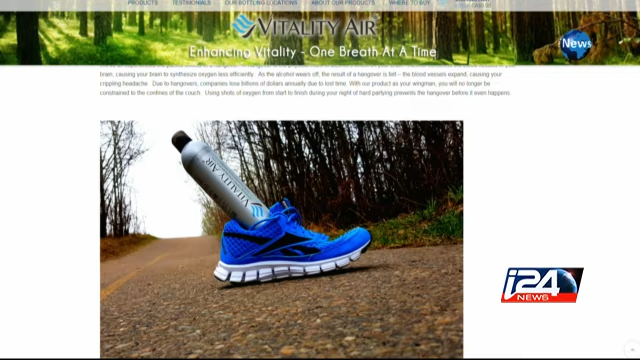 PRODUCTS TESTIMONIALS OUR BOTTLING LOCATIONS ABOUT OUR PRODUCTS WHERE TO BUY
VITALITY AIR
Enhancing Vitality - One Breath At A Time
News
brain; causing your brain to synthesize oxygen less efficiently. As the alcohol wears off, the result of a hangover is felt – the blood vessels expand, causing your
crippling headache. Due to hangovers, companies lose billions of dollars annually due to lost time. With our product as your wingman, you will no longer be
constrained to the confines of the couch. Using shots of oxygen from start to finish during your night of hard partying prevents the hangover before it even happens.
VITALITY AIR
i24
NEWS